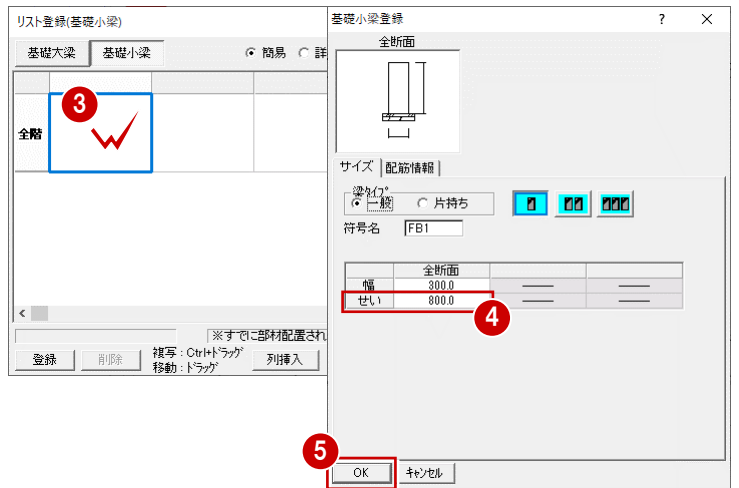 リスト登録(基礎小梁)
基礎大梁
基礎小梁
簡易
3
全階
<
※すでに部材配置され
登録
削除
複写：Ctrl+ドラッグ
移動：ドラッグ
列挿入
基礎小梁登録
?
×
全断面
サイズ
配筋情報
梁タイプ
一般
片持ち
符号名
FB1
全断面
幅
300.0
せい
800.0
4
5
OK
キャンセル